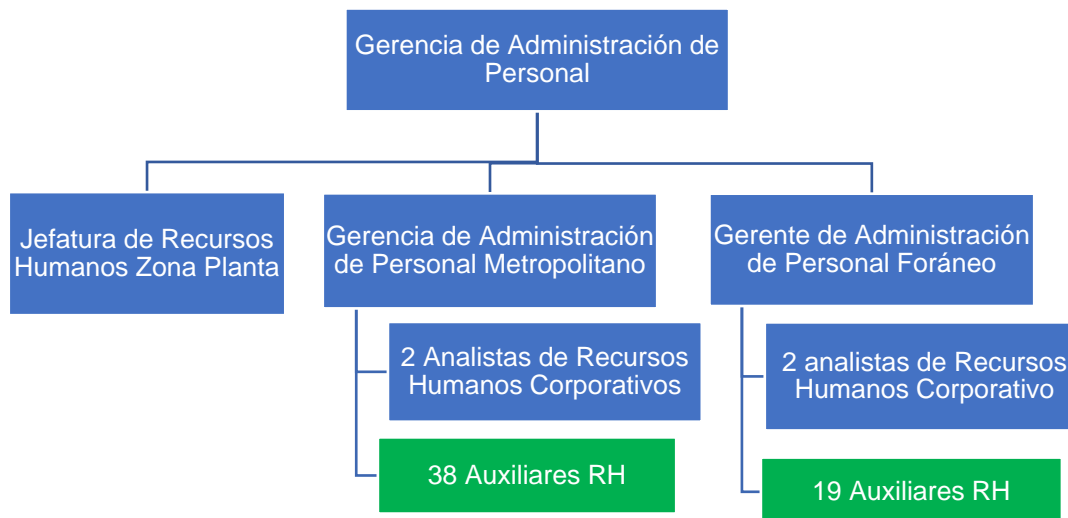 Gerencia de Administración de
Personal
Jefatura de Recursos
Humanos Zona Planta
Gerencia de Administración
de Personal Metropolitano
Gerente de Administración
de Personal Foráneo
2 Analistas de Recursos
Humanos Corporativos
2 analistas de Recursos
Humanos Corporativo
38 Auxiliares RH
19 Auxiliares RH